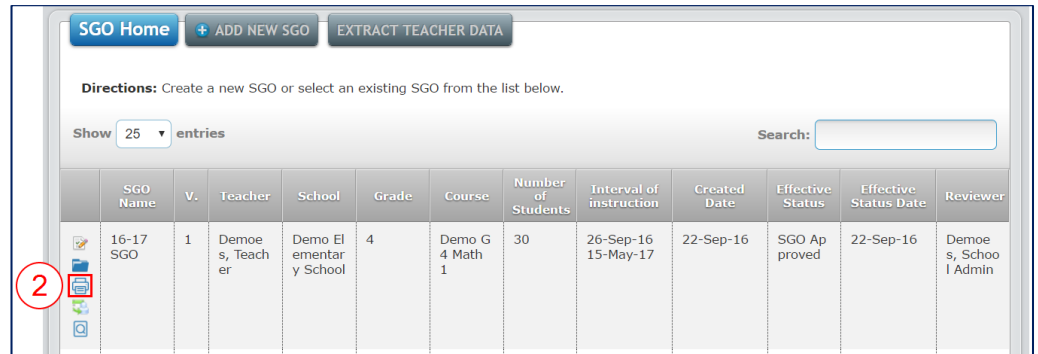 SGO Home
ADD NEW SGO
EXTRACT TEACHER DATA
Directions: Create a new SGO or select an existing SGO from the list below.
Show 25 entries
Search:
SGO
Name
V.
Teacher
School
Grade
Course
Number
of
Students
Interval of
instruction
Created
Date
Effective
Status
Effective
Status Date
Reviewer
16-17
SGO
1
Demoe
s, Teach
er
Demo El
ementar
y School
4
Demo G
4 Math
1
30
26-Sep-16
15-May-17
22-Sep-16
SGO Ap
proved
22-Sep-16
Demoe
s, Schoo
l Admin
2